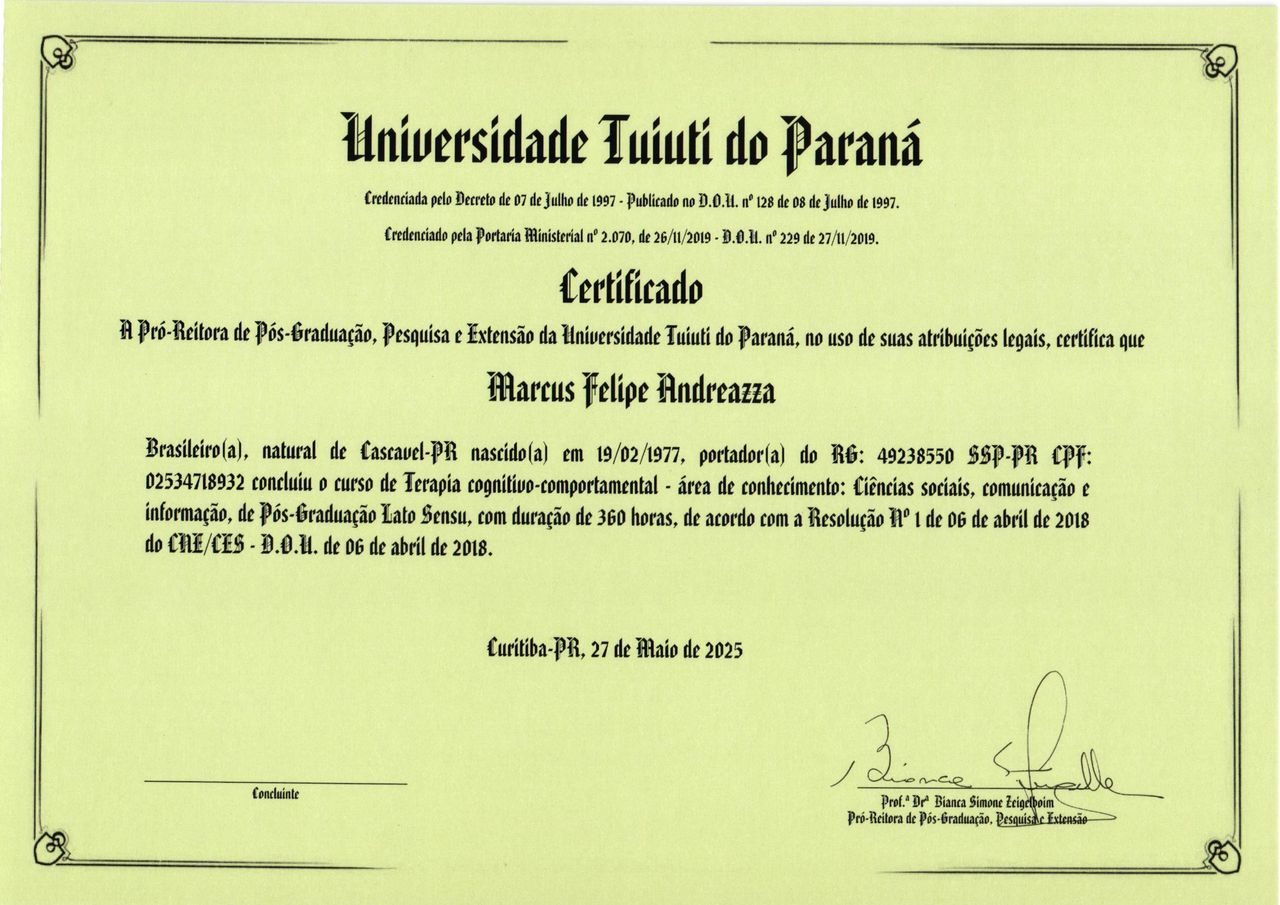 Universidade Tuiuti do Paraná
Credenciada pelo Decreto de 07 de Julho de 1997 - Publicado no D.O.U. nº 128 de 08 de Julho de 1997.
Credenciado pela Portaria Ministerial nº 2.070, de 26/11/2019 - D.O.U. nº 229 de 27/11/2019.
Certificado
A Pró-Reitora de Pós-Graduação, Pesquisa e Extensão da Universidade Tuiuti do Paraná, no uso de suas atribuições legais, certifica que
Marcus Felipe Andreazza
Brasileiro(a), natural de Cascavel-PR nascido(a) em 19/02/1977, portador(a) do RG: 49238550 SSP-PR CPF:
02534718932 concluiu o curso de Terapia cognitivo-comportamental - área de conhecimento: Ciências sociais, comunicação e
informação, de Pós-Graduação Lato Sensu, com duração de 360 horas, de acordo com a Resolução Nº 1 de 06 de abril de 2018
do CNE/CES - D.O.U. de 06 de abril de 2018.
Curitiba-PR, 27 de Maio de 2025
Concluinte
Prof.ª Drª Bianca Simone Zeigelboim
Pró-Reitora de Pós-Graduação, Pesquisa e Extensão